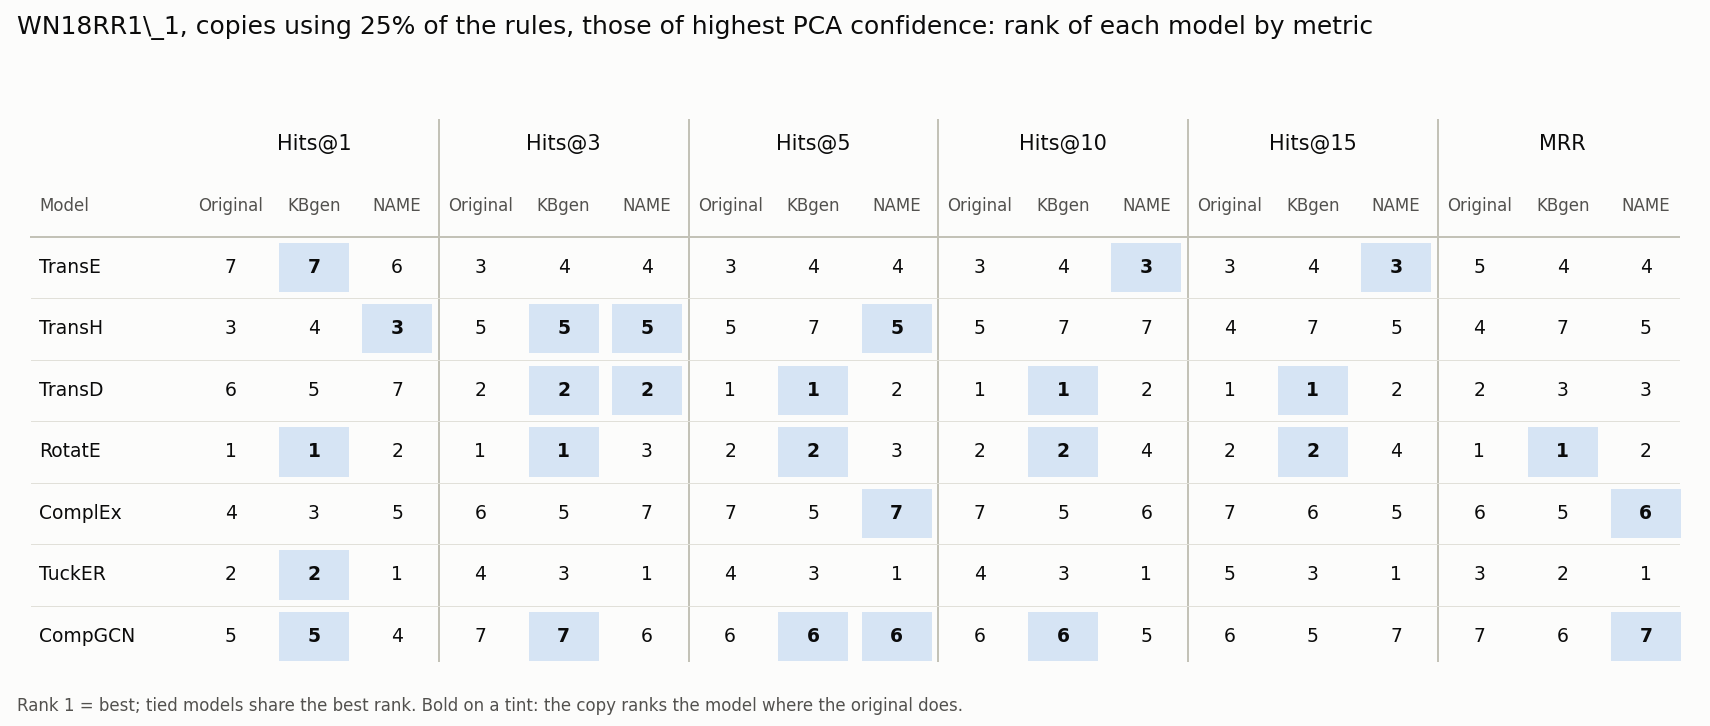 WN18RR1\_1, copies using 25% of the rules, those of highest PCA confidence: rank of each model by metric
Hits@1 Hits@3 Hits@5 Hits@10 Hits@15 MRR
Model Original KBgen NAME Original KBgen NAME Original KBgen NAME Original KBgen NAME Original KBgen NAME Original KBgen NAME
TransE 7 7 6 3 4 4 3 4 4 3 4 3 3 4 3 5 4 4
TransH 3 4 3 5 5 5 5 7 5 5 7 7 4 7 5 4 7 5
TransD 6 5 7 2 2 2 1 1 2 1 1 2 1 1 2 2 3 3
RotatE 1 1 2 1 1 3 2 2 3 2 2 4 2 2 4 1 1 2
ComplEx 4 3 5 6 5 7 7 5 7 7 5 6 7 6 5 6 5 6
TuckER 2 2 1 4 3 1 4 3 1 4 3 1 5 3 1 3 2 1
CompGCN 5 5 4 7 7 6 6 6 6 6 6 5 6 5 7 7 6 7
Rank 1 = best; tied models share the best rank. Bold on a tint: the copy ranks the model where the original does.